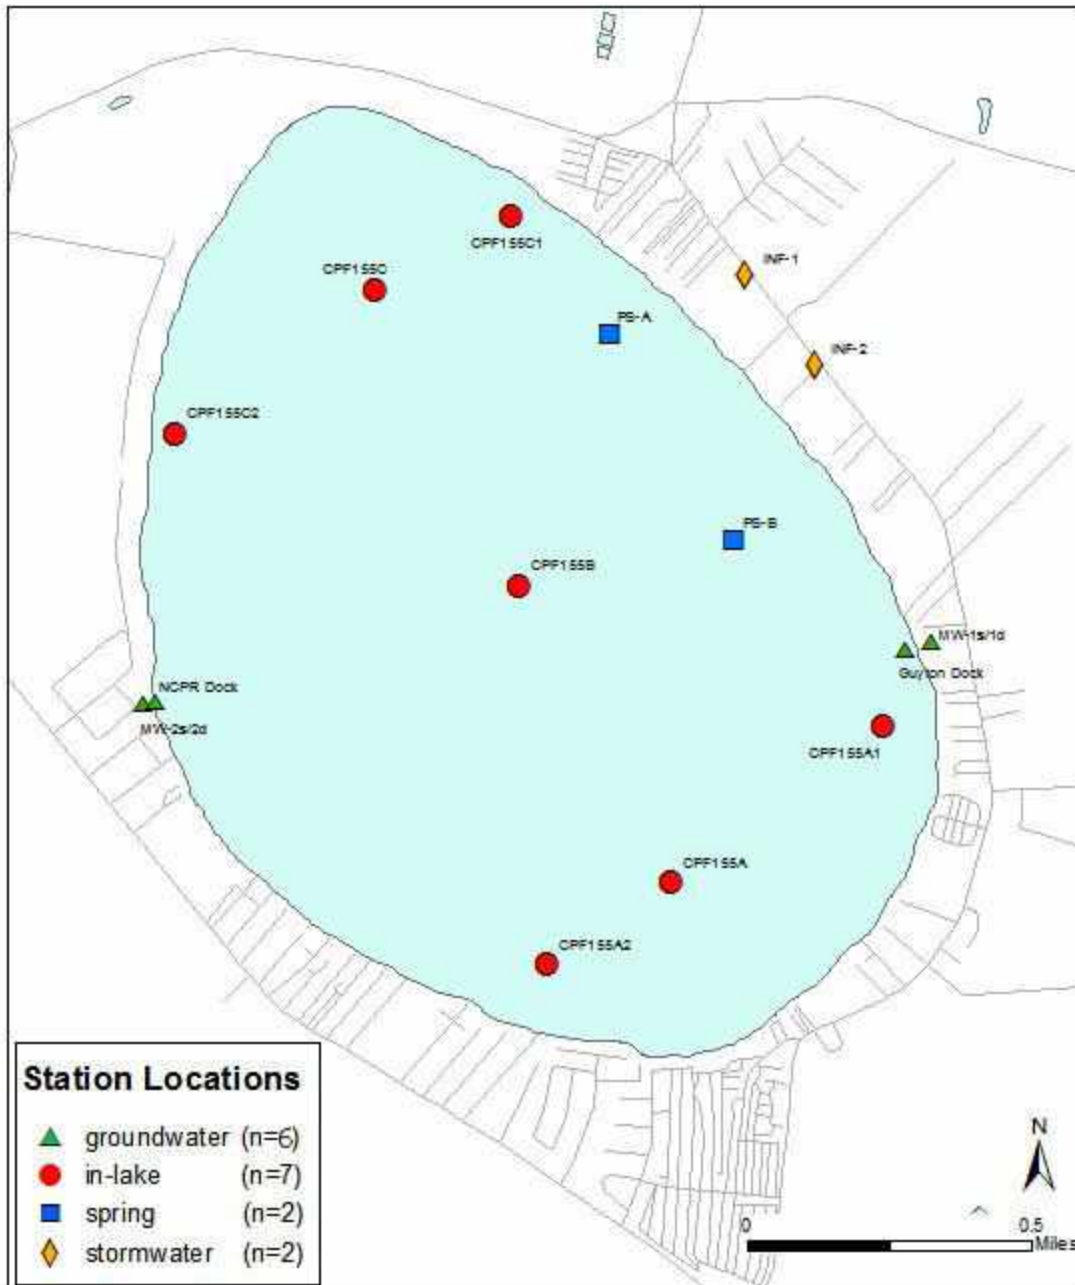 CPF155C1
INF-1
CPF155C
PS-A
INF-2
CPF155C2
PS-B
CPF155B
MW-1s/1d
Guyton Dock
NCPR Dock
MW-2s/2d
CPF155A1
CPF155A
CPF155A2
Station Locations
groundwater (n=6)
in-lake (n=7)
spring (n=2)
stormwater (n=2)
N
0 0.5
Miles